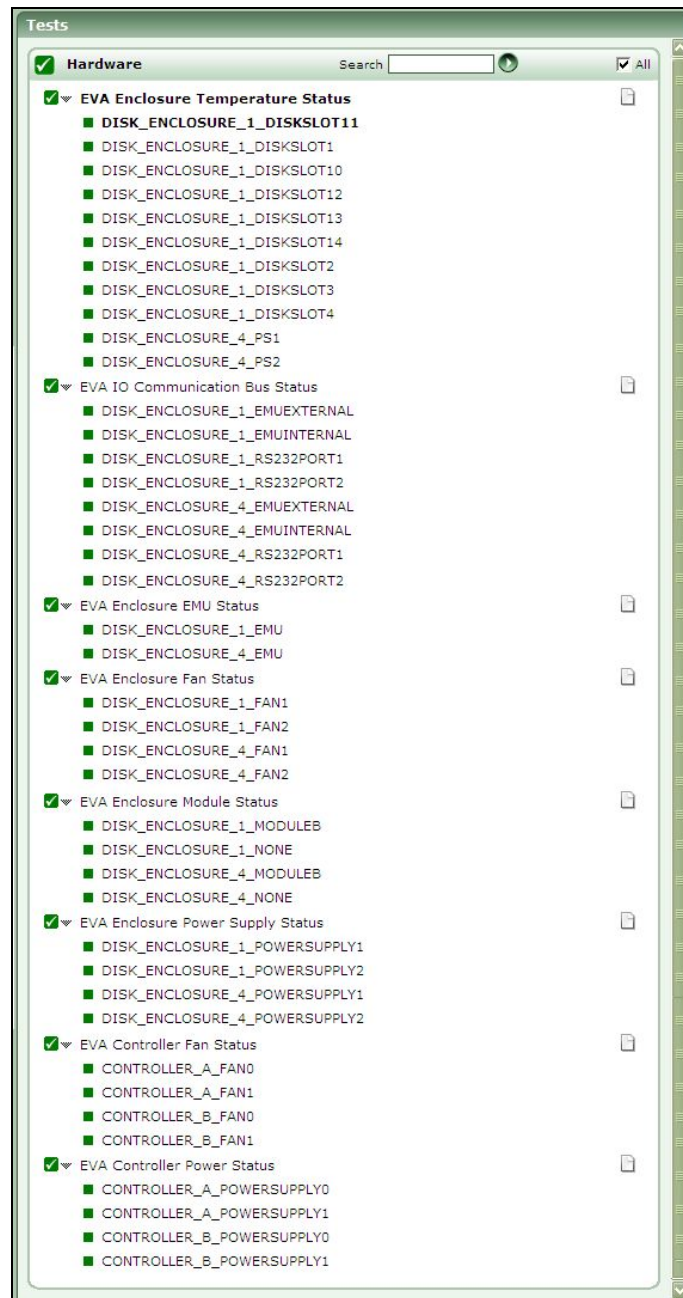 Tests
Hardware Search All
EVA Enclosure Temperature Status
DISK_ENCLOSURE_1_DISKSLOT11
DISK_ENCLOSURE_1_DISKSLOT1
DISK_ENCLOSURE_1_DISKSLOT10
DISK_ENCLOSURE_1_DISKSLOT12
DISK_ENCLOSURE_1_DISKSLOT13
DISK_ENCLOSURE_1_DISKSLOT14
DISK_ENCLOSURE_1_DISKSLOT2
DISK_ENCLOSURE_1_DISKSLOT3
DISK_ENCLOSURE_1_DISKSLOT4
DISK_ENCLOSURE_4_PS1
DISK_ENCLOSURE_4_PS2
EVA IO Communication Bus Status
DISK_ENCLOSURE_1_EMUEXTERNAL
DISK_ENCLOSURE_1_EMUINTERNAL
DISK_ENCLOSURE_1_RS232PORT1
DISK_ENCLOSURE_1_RS232PORT2
DISK_ENCLOSURE_4_EMUEXTERNAL
DISK_ENCLOSURE_4_EMUINTERNAL
DISK_ENCLOSURE_4_RS232PORT1
DISK_ENCLOSURE_4_RS232PORT2
EVA Enclosure EMU Status
DISK_ENCLOSURE_1_EMU
DISK_ENCLOSURE_4_EMU
EVA Enclosure Fan Status
DISK_ENCLOSURE_1_FAN1
DISK_ENCLOSURE_1_FAN2
DISK_ENCLOSURE_4_FAN1
DISK_ENCLOSURE_4_FAN2
EVA Enclosure Module Status
DISK_ENCLOSURE_1_MODULEB
DISK_ENCLOSURE_1_NONE
DISK_ENCLOSURE_4_MODULEB
DISK_ENCLOSURE_4_NONE
EVA Enclosure Power Supply Status
DISK_ENCLOSURE_1_POWERSUPPLY1
DISK_ENCLOSURE_1_POWERSUPPLY2
DISK_ENCLOSURE_4_POWERSUPPLY1
DISK_ENCLOSURE_4_POWERSUPPLY2
EVA Controller Fan Status
CONTROLLER_A_FAN0
CONTROLLER_A_FAN1
CONTROLLER_B_FAN0
CONTROLLER_B_FAN1
EVA Controller Power Status
CONTROLLER_A_POWERSUPPLY0
CONTROLLER_A_POWERSUPPLY1
CONTROLLER_B_POWERSUPPLY0
CONTROLLER_B_POWERSUPPLY1